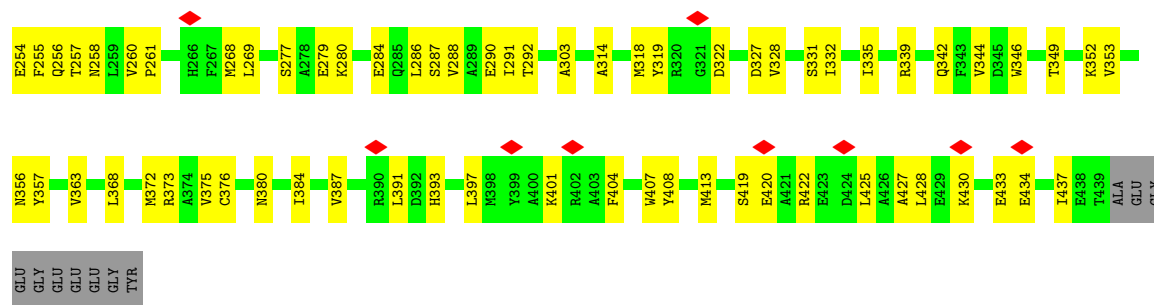 E254 F255 Q256 T257 N258 L259 V260 P261 H266 F267 M268 L269 S277 A278 E279 K280 E284 Q285 L286 S287 V288 A289 E290 I291 T292 A303 A314 M318 Y319 R320 G321 D322 D327 V328 S331 I332 I335 R339 Q342 F343 V344 D345 W346 T349 K352 V353
N356 Y357 V363 L368 M372 R373 A374 V375 C376 N380 I384 V387 R390 L391 D392 H393 L397 M398 Y399 A400 K401 R402 A403 F404 W407 Y408 M413 S419 E420 A421 R422 E423 D424 L425 A426 A427 L428 E429 K430 E433 E434 I437 E438 T439 ALA GLU GLY
GLU GLY GLU GLU GLU GLY TYR